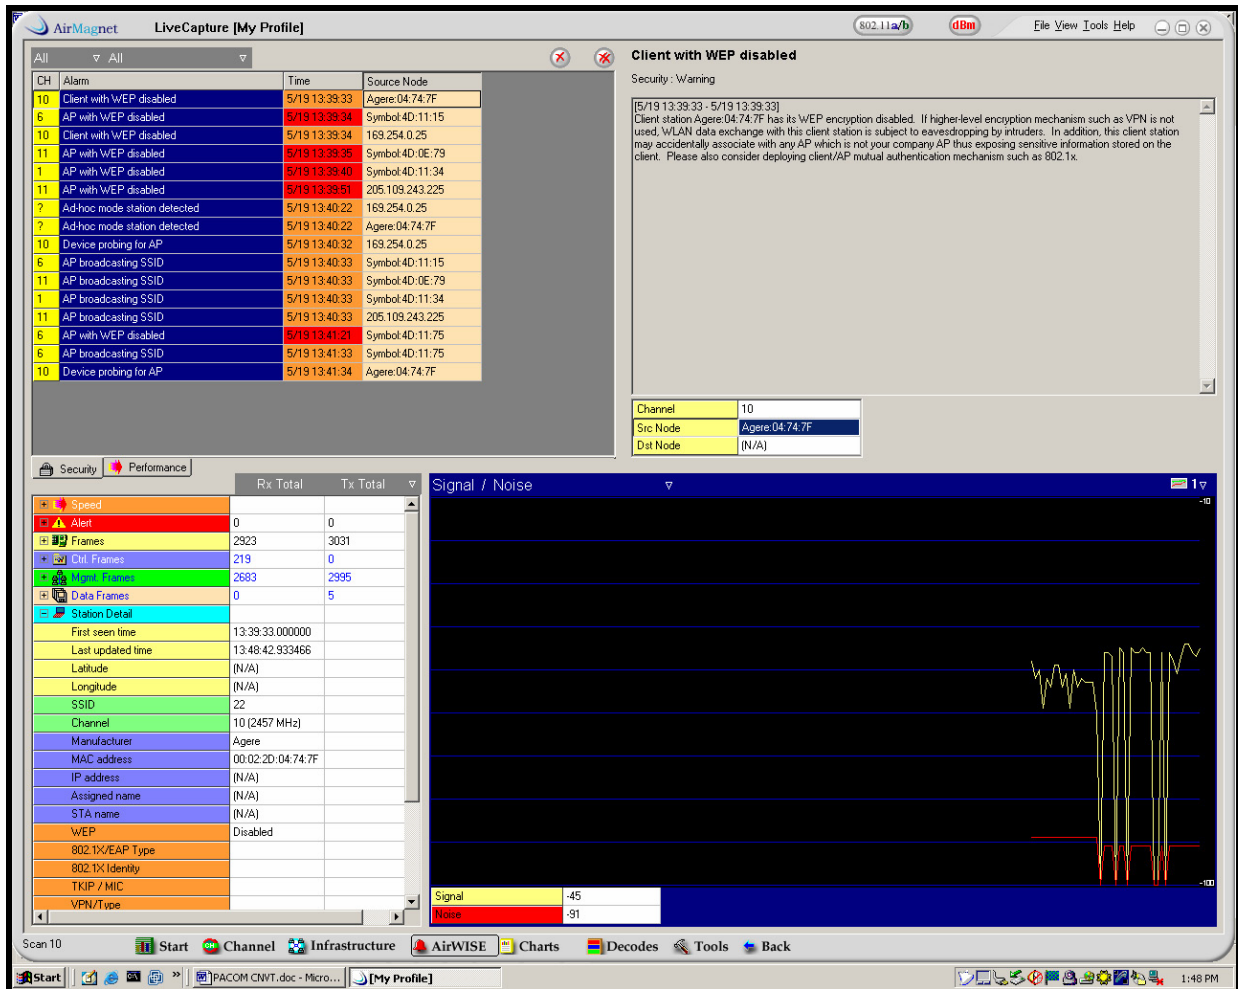 AirMagnet LiveCapture [My Profile] 802.11a/b dBm File View Tools Help
All All
CH Alarm Time Source Node
10 Client with WEP disabled 5/19 13:39:33 Agere:04:74:7F
6 AP with WEP disabled 5/19 13:39:34 Symbol:4D:11:15
10 Client with WEP disabled 5/19 13:39:34 169.254.0.25
11 AP with WEP disabled 5/19 13:39:35 Symbol:4D:0E:79
1 AP with WEP disabled 5/19 13:39:40 Symbol:4D:11:34
11 AP with WEP disabled 5/19 13:39:51 205.109.243.225
? Ad-hoc mode station detected 5/19 13:40:22 169.254.0.25
? Ad-hoc mode station detected 5/19 13:40:22 Agere:04:74:7F
10 Device probing for AP 5/19 13:40:32 169.254.0.25
6 AP broadcasting SSID 5/19 13:40:33 Symbol:4D:11:15
11 AP broadcasting SSID 5/19 13:40:33 Symbol:4D:0E:79
1 AP broadcasting SSID 5/19 13:40:33 Symbol:4D:11:34
11 AP broadcasting SSID 5/19 13:40:33 205.109.243.225
6 AP with WEP disabled 5/19 13:41:21 Symbol:4D:11:75
6 AP broadcasting SSID 5/19 13:41:33 Symbol:4D:11:75
10 Device probing for AP 5/19 13:41:34 Agere:04:74:7F
Client with WEP disabled
Security : Warning
[5/19 13:39:33 - 5/19 13:39:33]
Client station Agere:04:74:7F has its WEP encryption disabled. If higher-level encryption mechanism such as VPN is not
used, WLAN data exchange with this client station is subject to eavesdropping by intruders. In addition, this client station
may accidentally associate with any AP which is not your company AP thus exposing sensitive information stored on the
client. Please also consider deploying client/AP mutual authentication mechanism such as 802.1x.
Channel 10
Src Node Agere:04:74:7F
Dst Node (N/A)
Security Performance
Rx Total Tx Total
Speed
Alert 0 0
Frames 2923 3031
Ctrl. Frames 219 0
Mgmt. Frames 2683 2995
Data Frames 0 5
Station Detail
First seen time 13:39:33.000000
Last updated time 13:48:42.933466
Latitude (N/A)
Longitude (N/A)
SSID 22
Channel 10 (2457 MHz)
Manufacturer Agere
MAC address 00:02:2D:04:74:7F
IP address (N/A)
Assigned name (N/A)
STA name (N/A)
WEP Disabled
802.1X/EAP Type
802.1X Identity
TKIP / MIC
VPN/Type
Signal / Noise 1
-10
-100
Signal -45
Noise -91
Scan 10 Start Channel Infrastructure AirWISE Charts Decodes Tools Back
Start » PACOM CNVT.doc - Micro... [My Profile] 1:48 PM